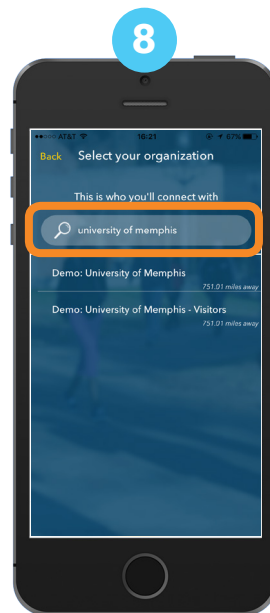 8
AT&T 16:21 67%
Back Select your organization
This is who you'll connect with
university of memphis
Demo: University of Memphis
751.01 miles away
Demo: University of Memphis - Visitors
751.01 miles away